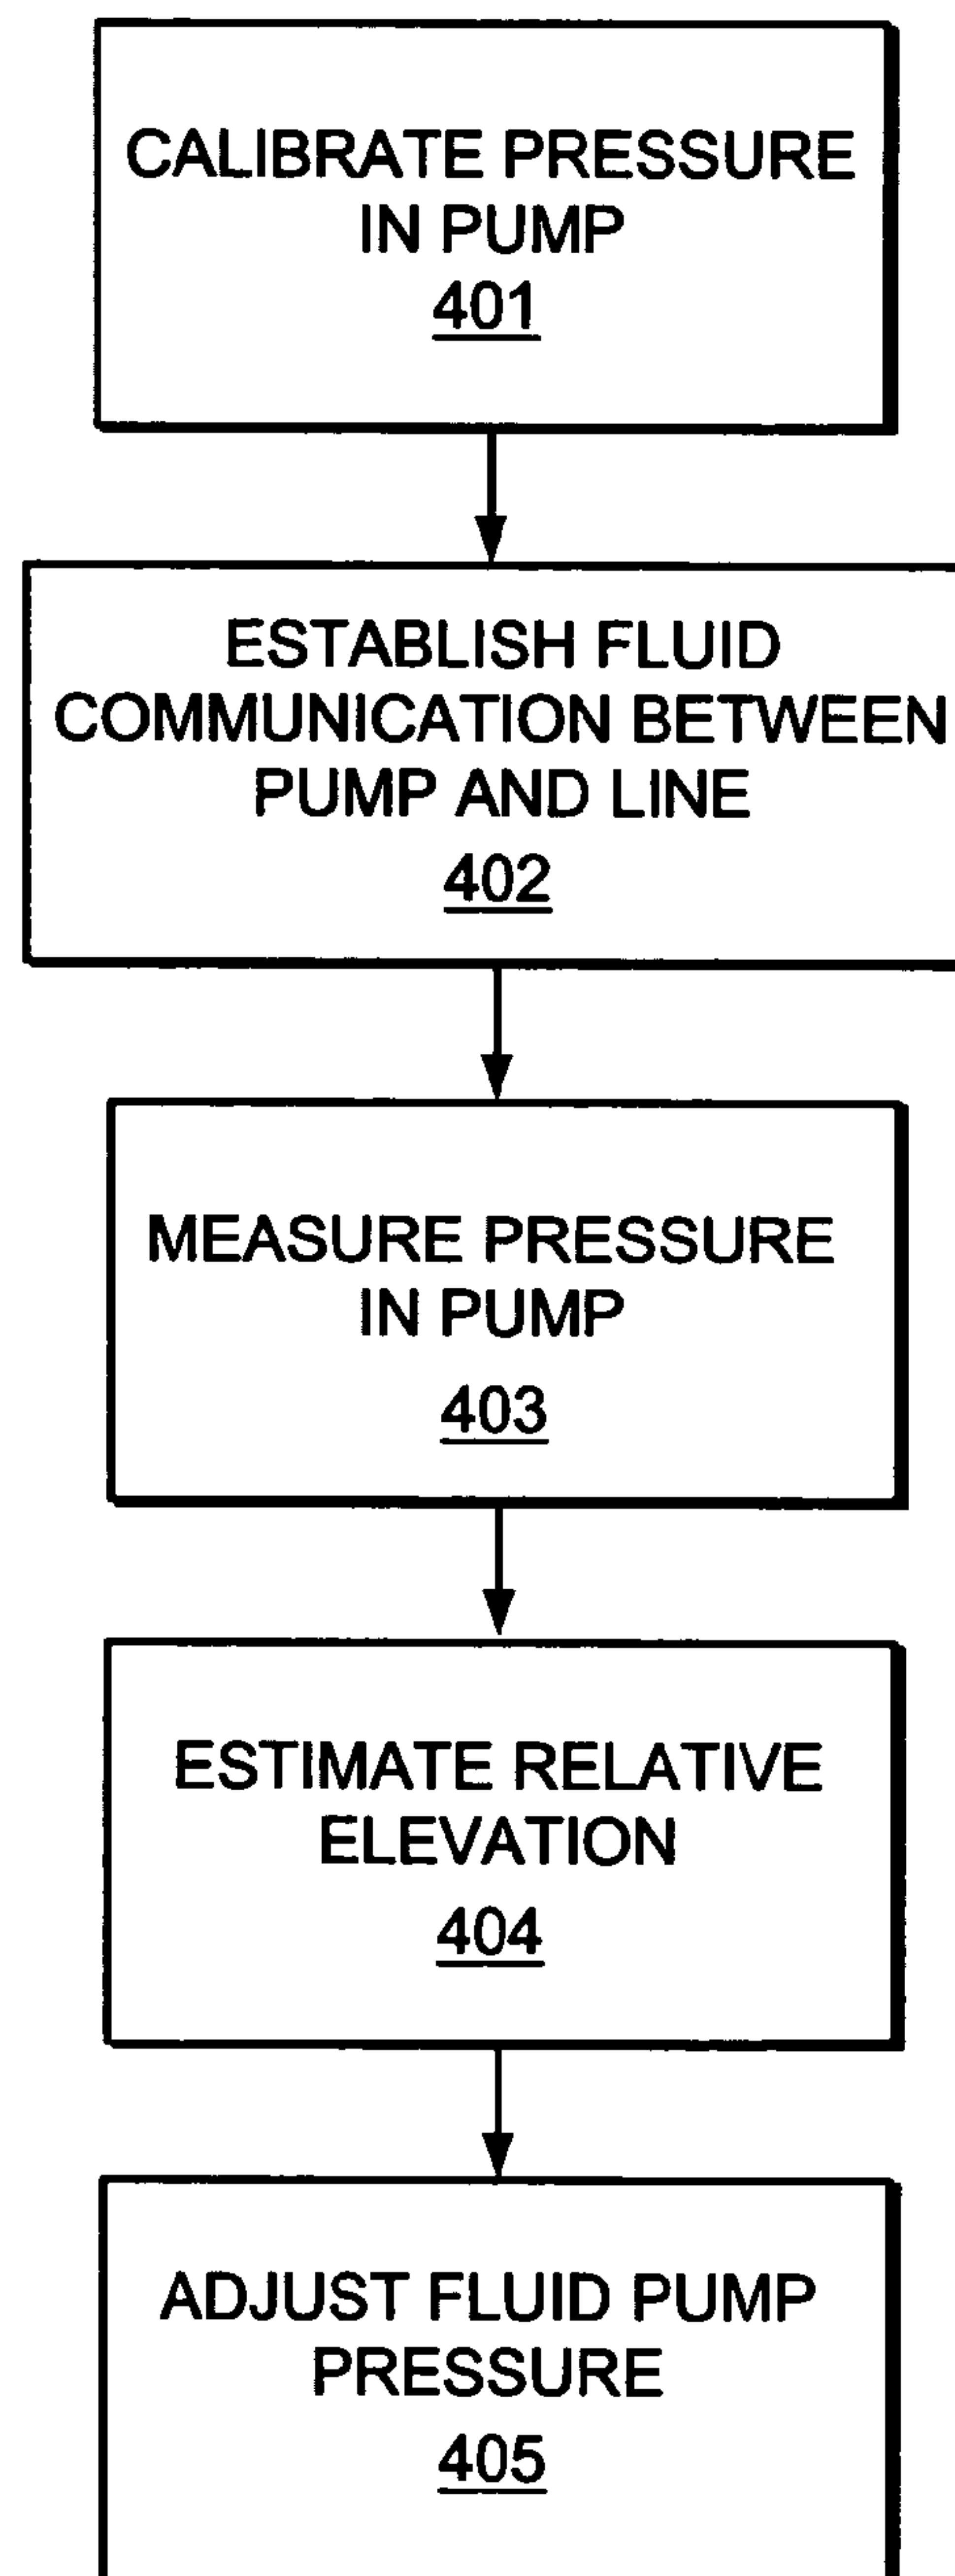 CALIBRATE PRESSURE
IN PUMP
401
ESTABLISH FLUID
COMMUNICATION BETWEEN
PUMP AND LINE
402
MEASURE PRESSURE
IN PUMP
403
ESTIMATE RELATIVE
ELEVATION
404
ADJUST FLUID PUMP
PRESSURE
405